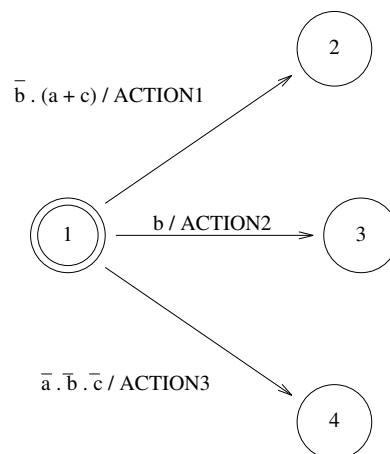 2
b̅ . (a + c) / ACTION1
1
b / ACTION2
3
a̅ . b̅ . c̅ / ACTION3
4